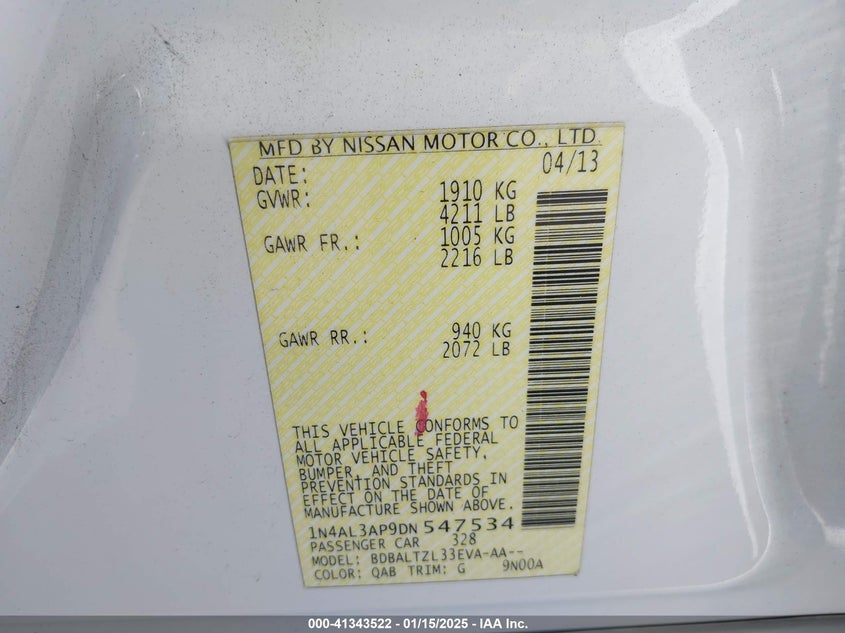 MFD BY NISSAN MOTOR CO., LTD.
DATE: 04/13
GVWR: 1910 KG
4211 LB
GAWR FR.: 1005 KG
2216 LB
GAWR RR.: 940 KG
2072 LB
THIS VEHICLE CONFORMS TO
ALL APPLICABLE FEDERAL
MOTOR VEHICLE SAFETY,
BUMPER, AND THEFT
PREVENTION STANDARDS IN
EFFECT ON THE DATE OF
MANUFACTURE SHOWN ABOVE.
1N4AL3AP9DN547534
PASSENGER CAR 328
MODEL: BDBALTZL33EVA-AA--
COLOR: QAB TRIM: G 9N00A
000-41343522 - 01/15/2025 - IAA Inc.